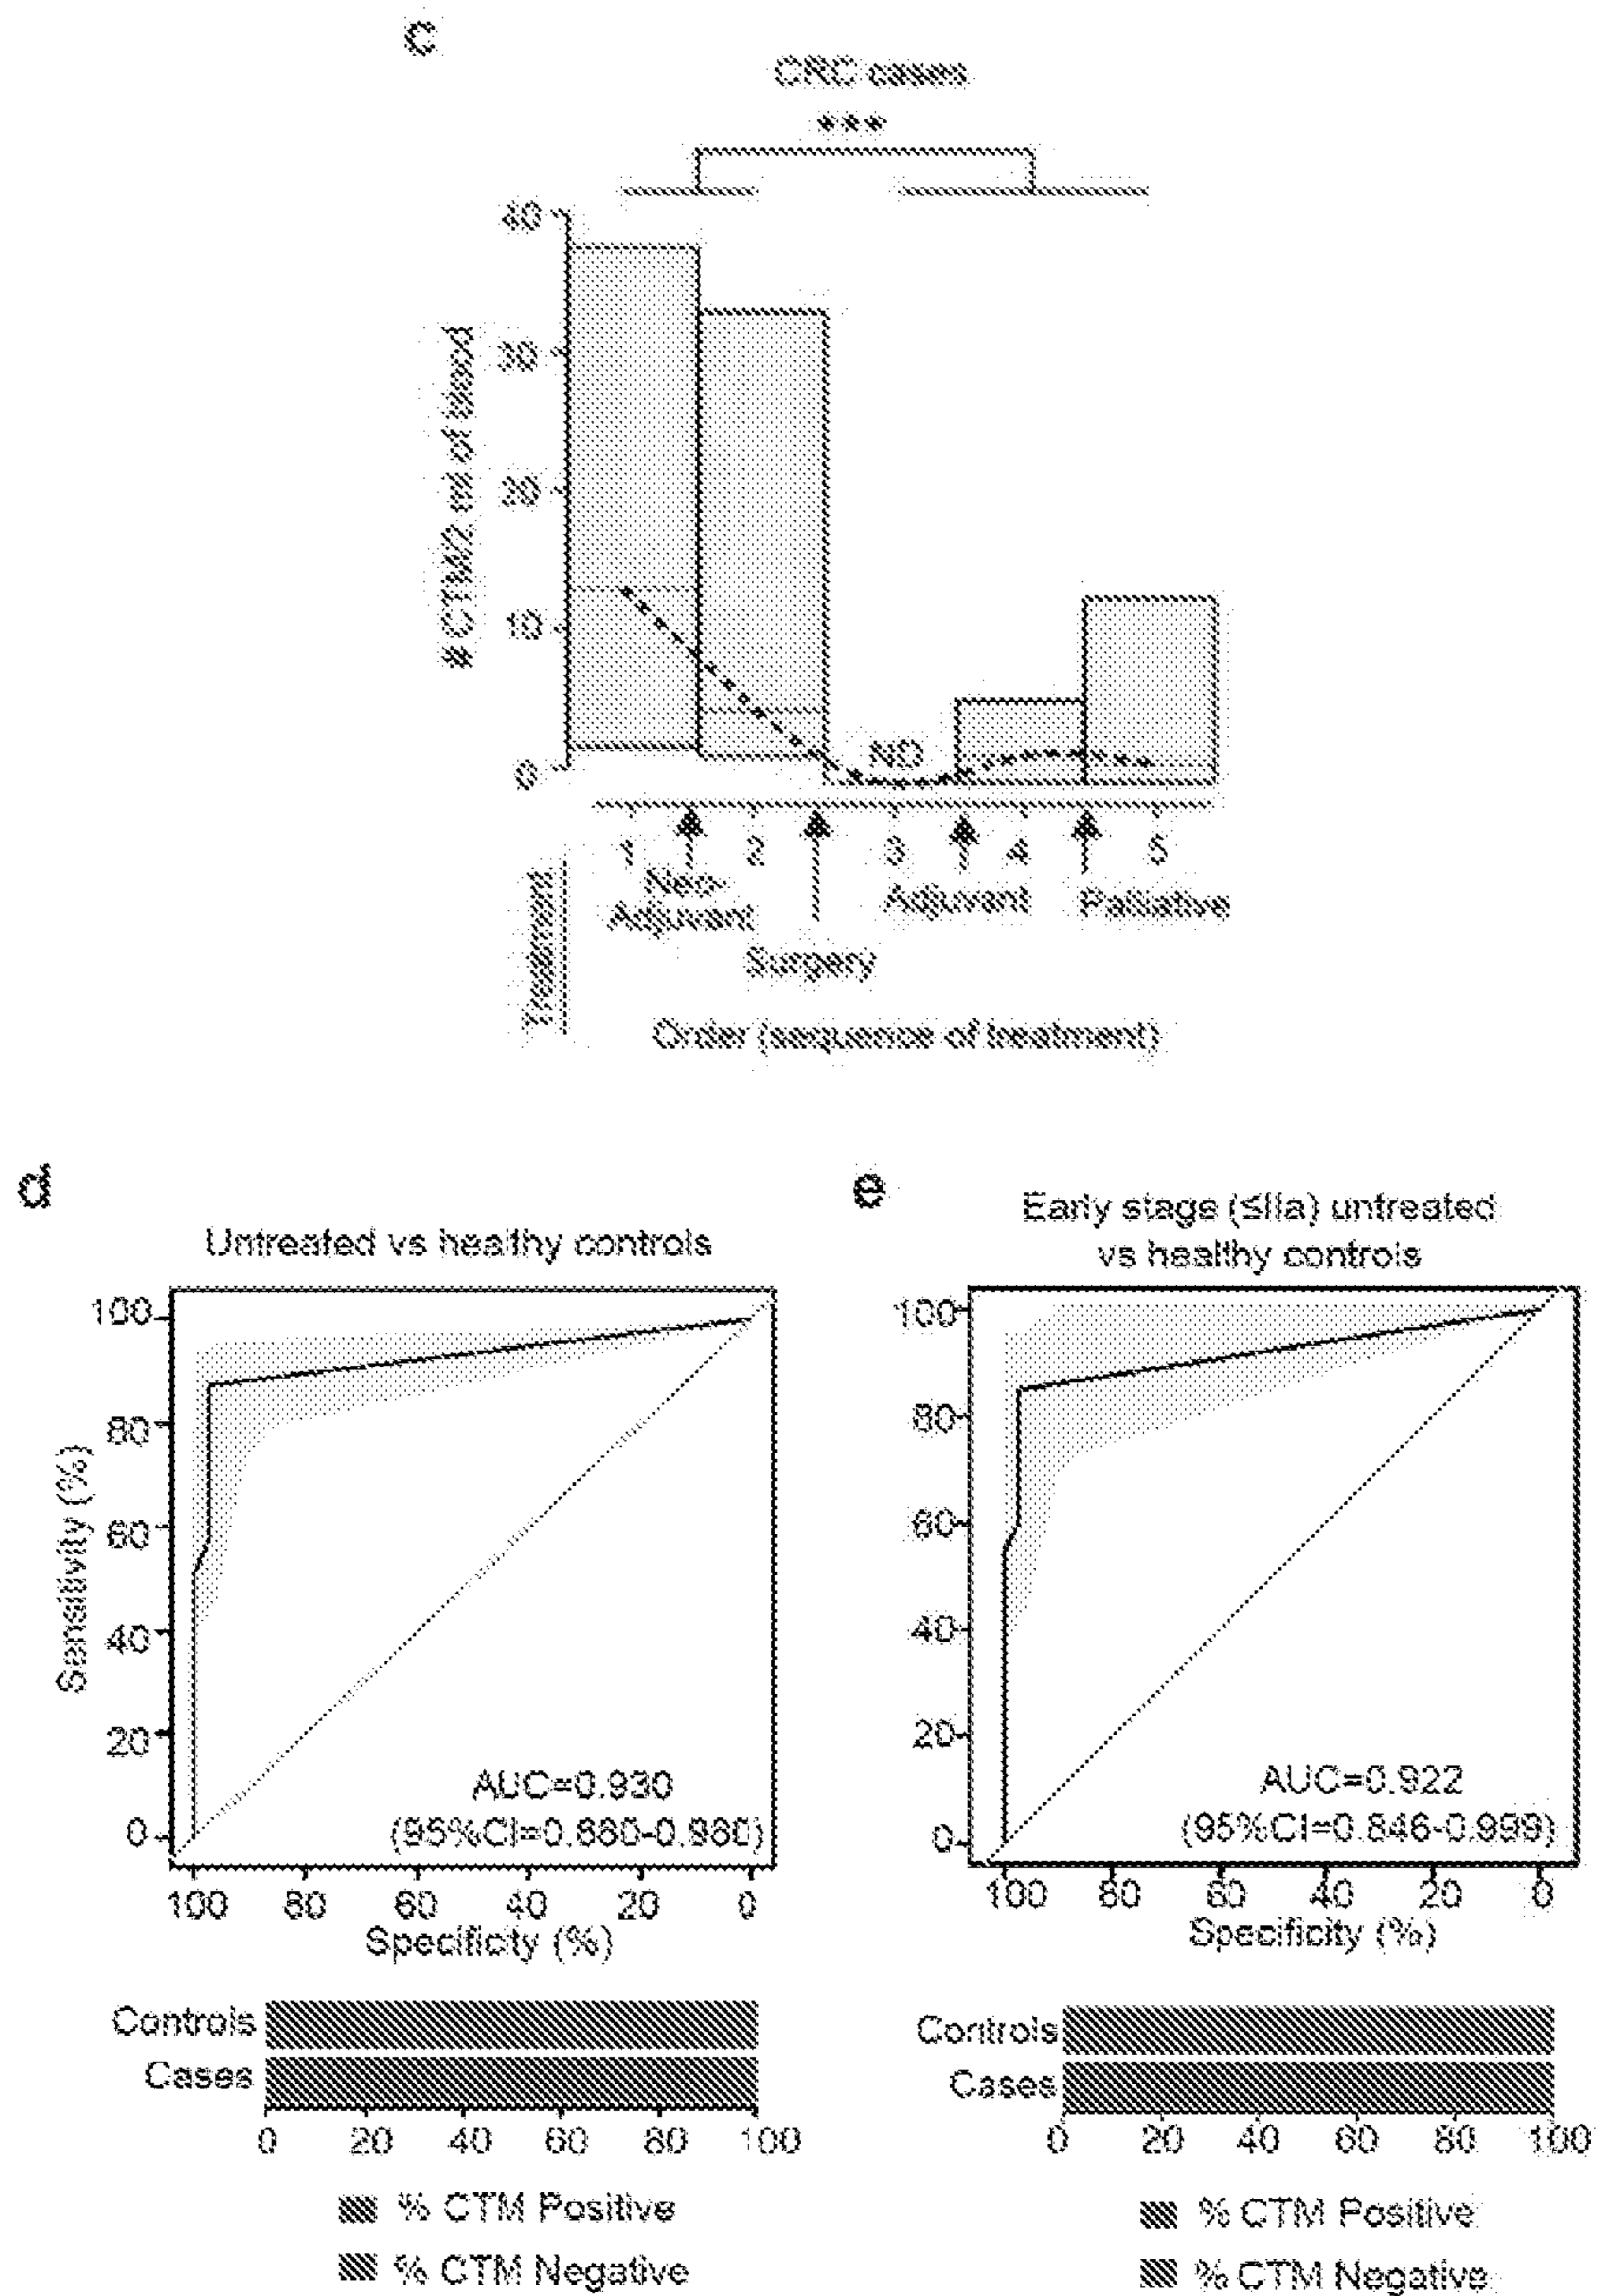 c
CRC cases
***
40
30
20
10
0
# CTM/2 ml of blood
ND
1
2
3
4
5
Neo-
Adjuvant
Adjuvant
Palliative
Surgery
Treatment
Order (sequence of treatment)
d
Untreated vs healthy controls
100
80
60
40
20
0
Sensitivity (%)
AUC=0.930
(95%CI=0.880-0.980)
100 80 60 40 20 0
Specificity (%)
Controls
Cases
0 20 40 60 80 100
% CTM Positive
% CTM Negative
e
Early stage (≤IIa) untreated
vs healthy controls
100
80
60
40
20
0
AUC=0.922
(95%CI=0.846-0.999)
100 80 60 40 20 0
Specificity (%)
Controls
Cases
0 20 40 60 80 100
% CTM Positive
% CTM Negative